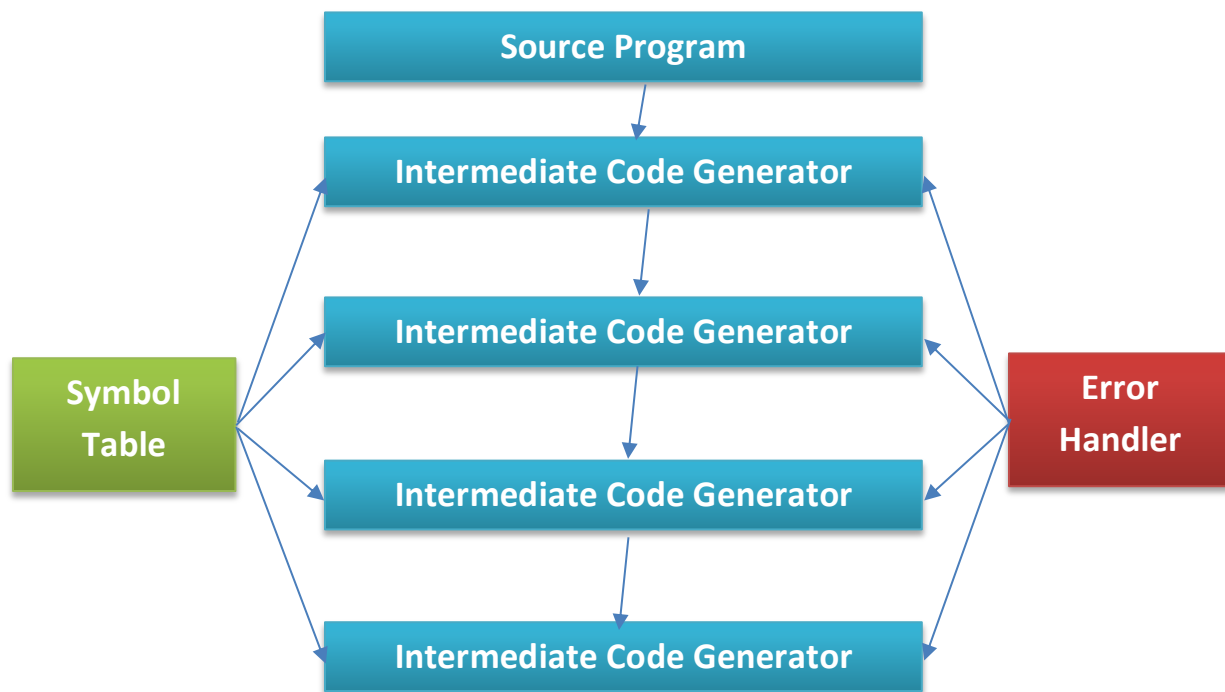 Source Program
Intermediate Code Generator
Intermediate Code Generator
Symbol
Table
Error
Handler
Intermediate Code Generator
Intermediate Code Generator